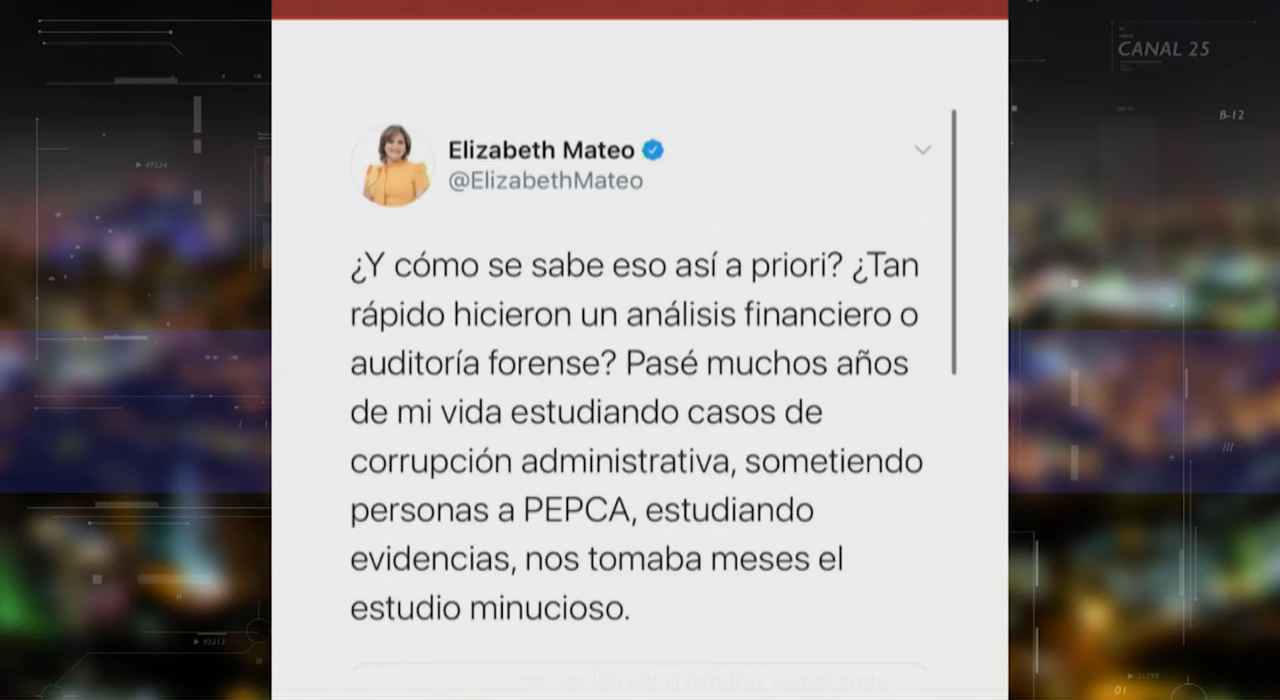 CANAL 25
B-12
Elizabeth Mateo
@ElizabethMateo
¿Y cómo se sabe eso así a priori? ¿Tan
rápido hicieron un análisis financiero o
auditoría forense? Pasé muchos años
de mi vida estudiando casos de
corrupción administrativa, sometiendo
personas a PEPCA, estudiando
evidencias, nos tomaba meses el
estudio minucioso.
01